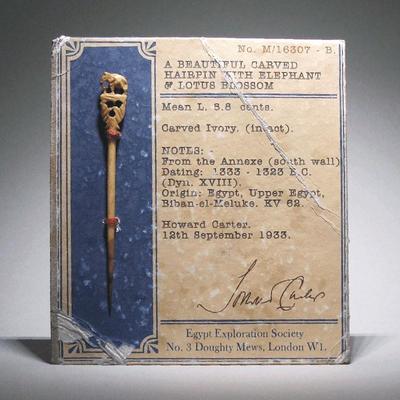 No. M/16307 - B.
A BEAUTIFUL CARVED
HAIRPIN WITH ELEPHANT
& LOTUS BLOSSOM
Mean L. 8.8 cents.
Carved Ivory. (intact).
NOTES: -
From the Annexe (south wall)
Dating: 1333 - 1323 B.C.
(Dyn. XVIII).
Origin: Egypt, Upper Egypt,
Biban-el-Meluke. KV 62.
Howard Carter.
12th September 1933.
Howard Carter
Egypt Exploration Society
No. 3 Doughty Mews, London W1.